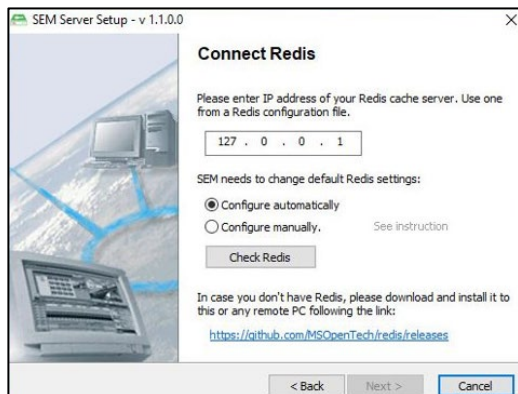 SEM Server Setup - v 1.1.0.0
Connect Redis
Please enter IP address of your Redis cache server. Use one
from a Redis configuration file.
127 . 0 . 0 . 1
SEM needs to change default Redis settings:
Configure automatically
Configure manually. See instruction
Check Redis
In case you don't have Redis, please download and install it to
this or any remote PC following the link:
https://github.com/MSOpenTech/redis/releases
< Back Next > Cancel